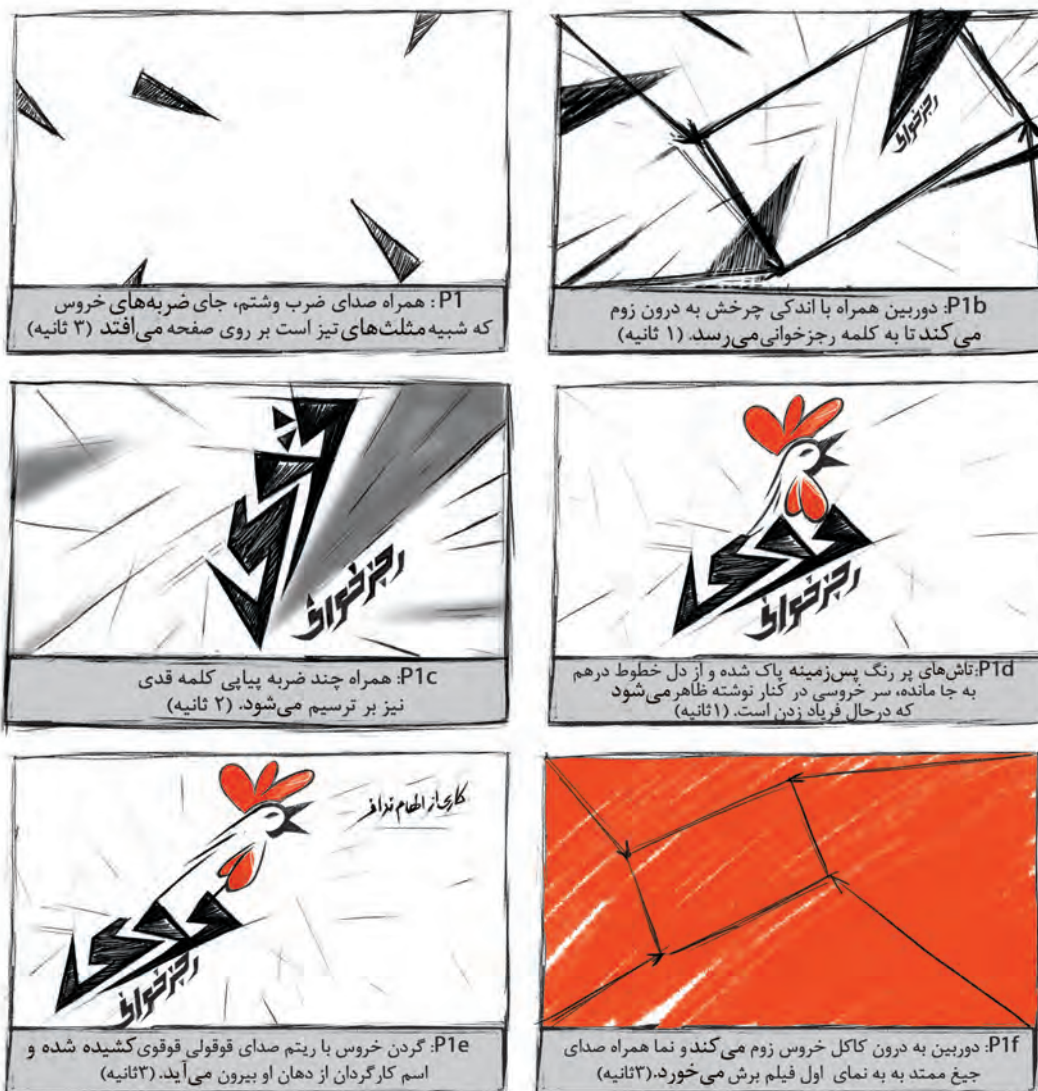 P1 : همراه صدای ضرب وشتم، جای ضربه‌های خروس
که شبیه مثلث‌های تیز است بر روی صفحه می‌افتد (۳ ثانیه)
رجزخوانی
P1b: دوربین همراه با اندکی چرخش به درون زوم
می کند تا به کلمه رجزخوانی می‌رسد. (۱ ثانیه)
رجزخوانی
P1c: همراه چند ضربه پیاپی کلمه قدی
نیز بر ترسیم می‌شود. (۲ ثانیه)
رجزخوانی
P1d:تاش‌های پر رنگ پس‌زمینه پاک شده و از دل خطوط درهم
به جا مانده، سر خروسی در کنار نوشته ظاهر می‌شود
که درحال فریاد زدن است. (۱ثانیه)
کاری از الهام
رجزخوانی
P1e: گردن خروس با ریتم صدای قوقولی قوقوی کشیده شده و
اسم کارگردان از دهان او بیرون می‌آید. (۳ثانیه)
P1f: دوربین به درون کاکل خروس زوم می‌کند و نما همراه صدای
جیغ ممتد به به نمای اول فیلم برش می‌خورد. (۳ثانیه)